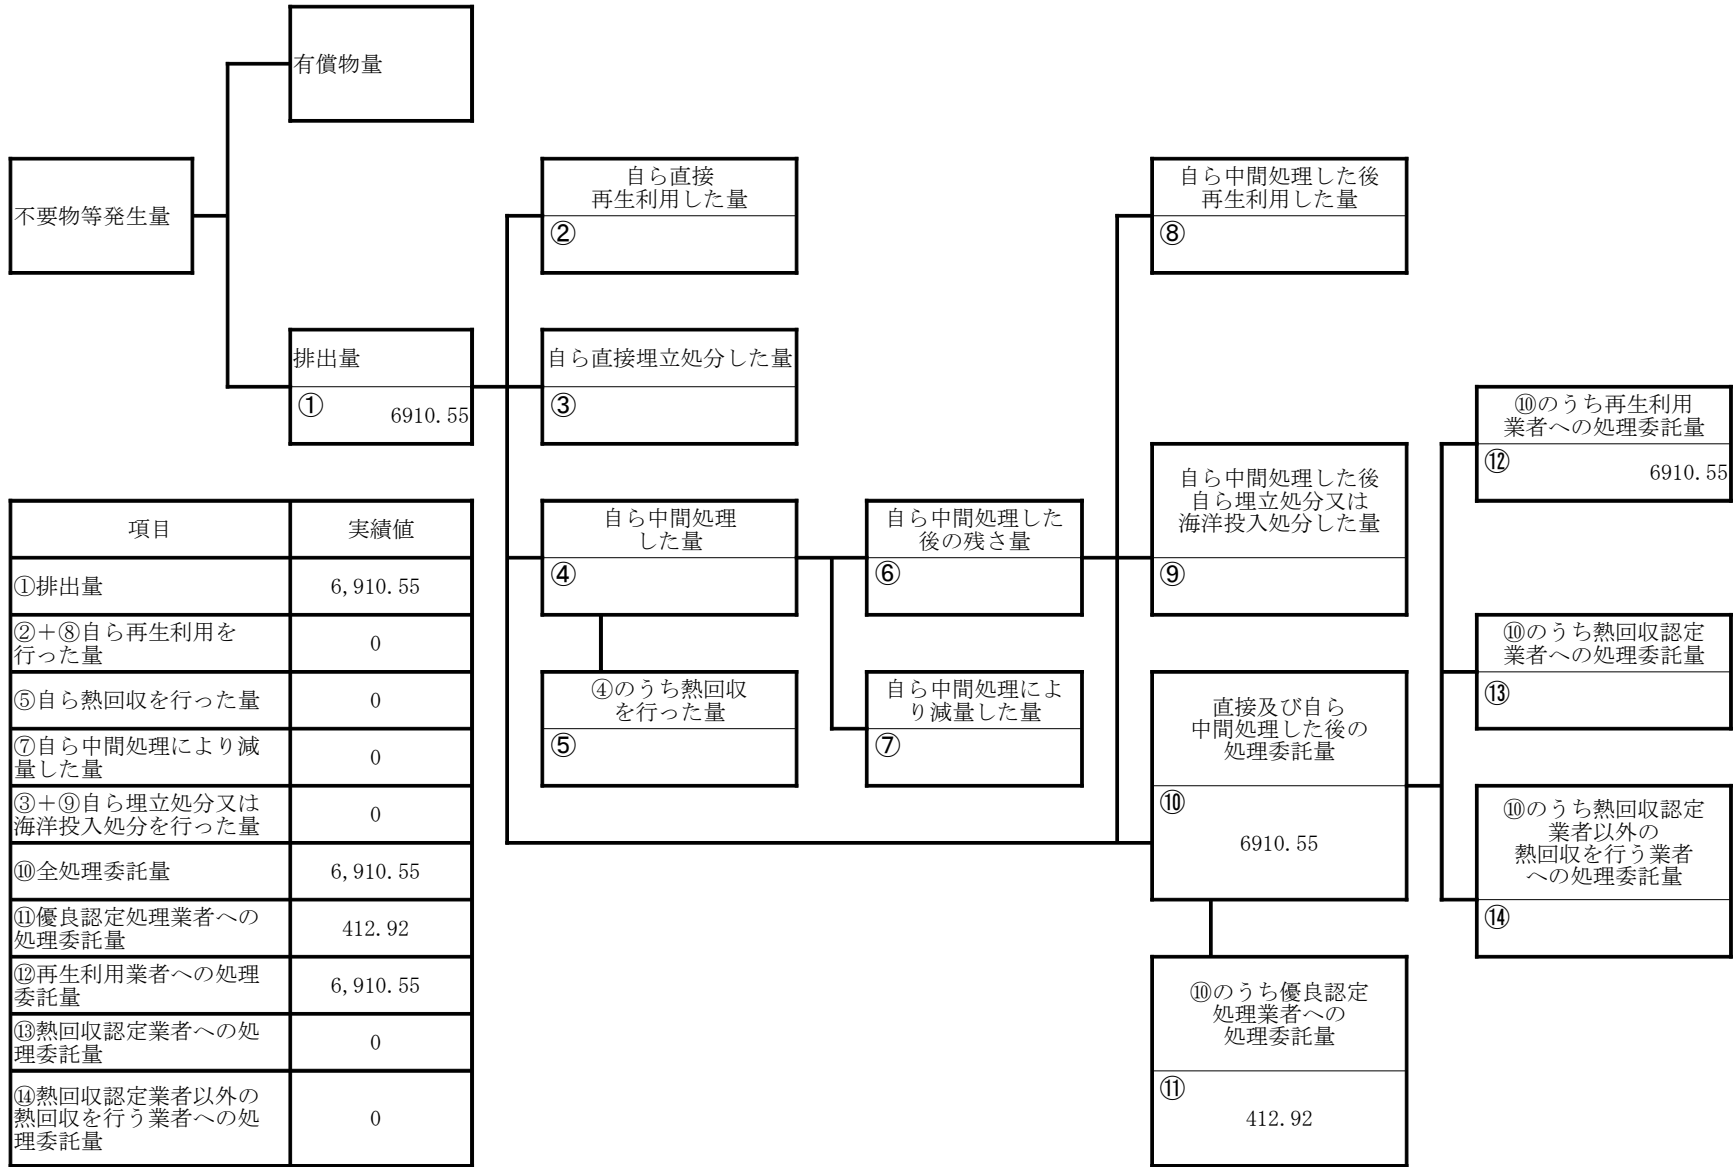 有償物量
不要物等発生量
自ら直接
再生利用した量
②
自ら中間処理した後
再生利用した量
⑧
排出量
①
6910.55
自ら直接埋立処分した量
③
⑩のうち再生利用
業者への処理委託量
⑫
6910.55
自ら中間処理
した量
④
自ら中間処理した
後の残さ量
⑥
自ら中間処理した後
自ら埋立処分又は
海洋投入処分した量
⑨
⑩のうち熱回収認定
業者への処理委託量
⑬
④のうち熱回収
を行った量
⑤
自ら中間処理によ
り減量した量
⑦
直接及び自ら
中間処理した後の
処理委託量
⑩
6910.55
⑩のうち熱回収認定
業者以外の
熱回収を行う業者
への処理委託量
⑭
⑩のうち優良認定
処理業者への
処理委託量
⑪
412.92
項目 実績値
①排出量 6,910.55
②＋⑧自ら再生利用を
行った量 0
⑤自ら熱回収を行った量 0
⑦自ら中間処理により減
量した量 0
③＋⑨自ら埋立処分又は
海洋投入処分を行った量 0
⑩全処理委託量 6,910.55
⑪優良認定処理業者への
処理委託量 412.92
⑫再生利用業者への処理
委託量 6,910.55
⑬熱回収認定業者への処
理委託量 0
⑭熱回収認定業者以外の
熱回収を行う業者への処
理委託量 0